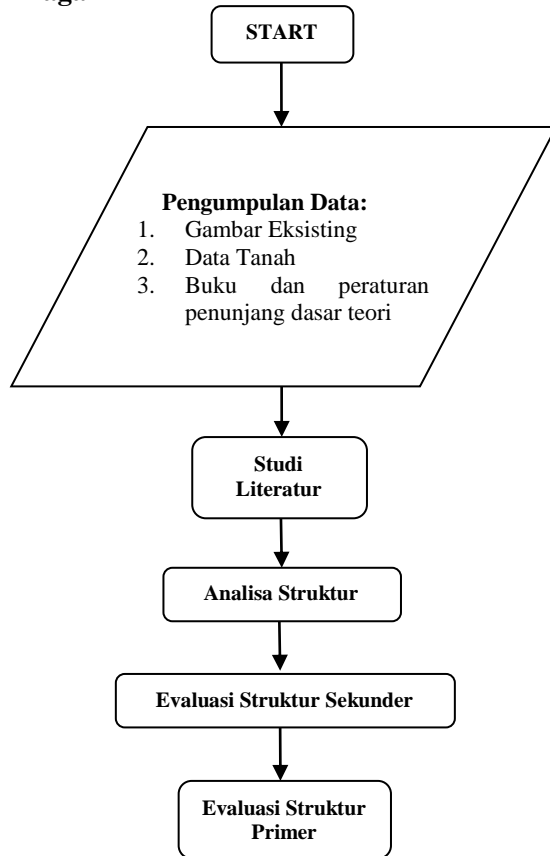 START
Pengumpulan Data:
1. Gambar Eksisting
2. Data Tanah
3. Buku dan peraturan
penunjang dasar teori
Studi
Literatur
Analisa Struktur
Evaluasi Struktur Sekunder
Evaluasi Struktur
Primer